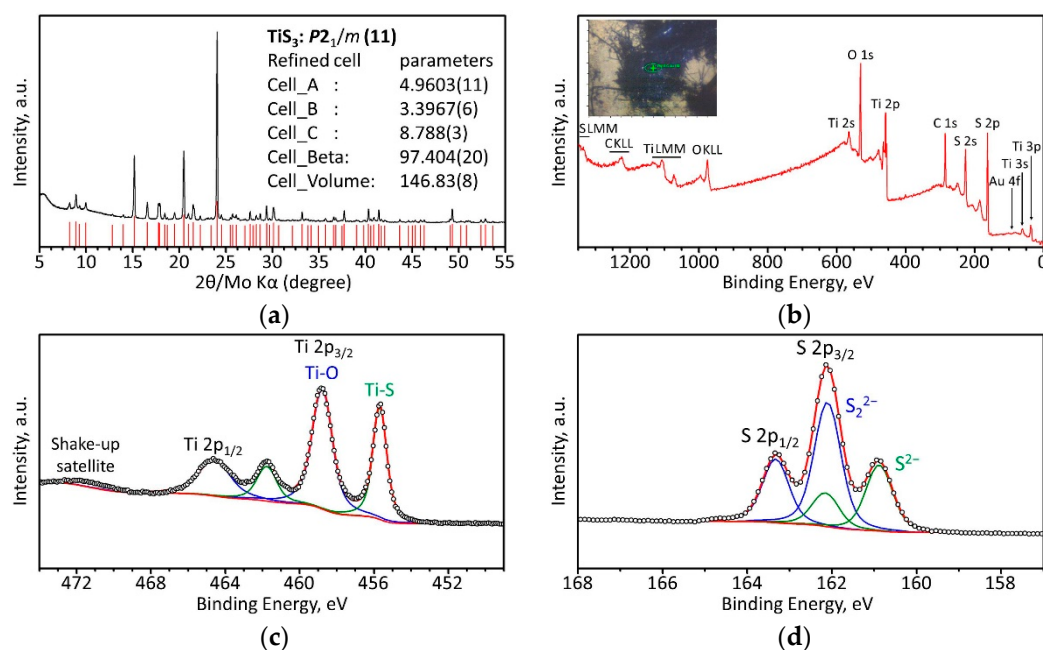 TiS₃: P2₁/m (11)
Refined cell parameters
Cell_A : 4.9603(11)
Cell_B : 3.3967(6)
Cell_C : 8.788(3)
Cell_Beta: 97.404(20)
Cell_Volume: 146.83(8)
Intensity, a.u.
5 10 15 20 25 30 35 40 45 50 55
2θ/Mo Kα (degree)
(a)
O 1s
Ti 2p
Ti 2s
C 1s
S 2p
S 2s
Ti 3p
Ti 3s
Au 4f
SLMM
CKLL
TiLMM
OKLL
Intensity, a.u.
1200 1000 800 600 400 200 0
Binding Energy, eV
(b)
Ti 2p₃/₂
Ti-O
Ti-S
Ti 2p₁/₂
Shake-up
satellite
Intensity, a.u.
472 468 464 460 456 452
Binding Energy, eV
(c)
S 2p₃/₂
S₂²⁻
S 2p₁/₂
S²⁻
Intensity, a.u.
168 166 164 162 160 158
Binding Energy, eV
(d)